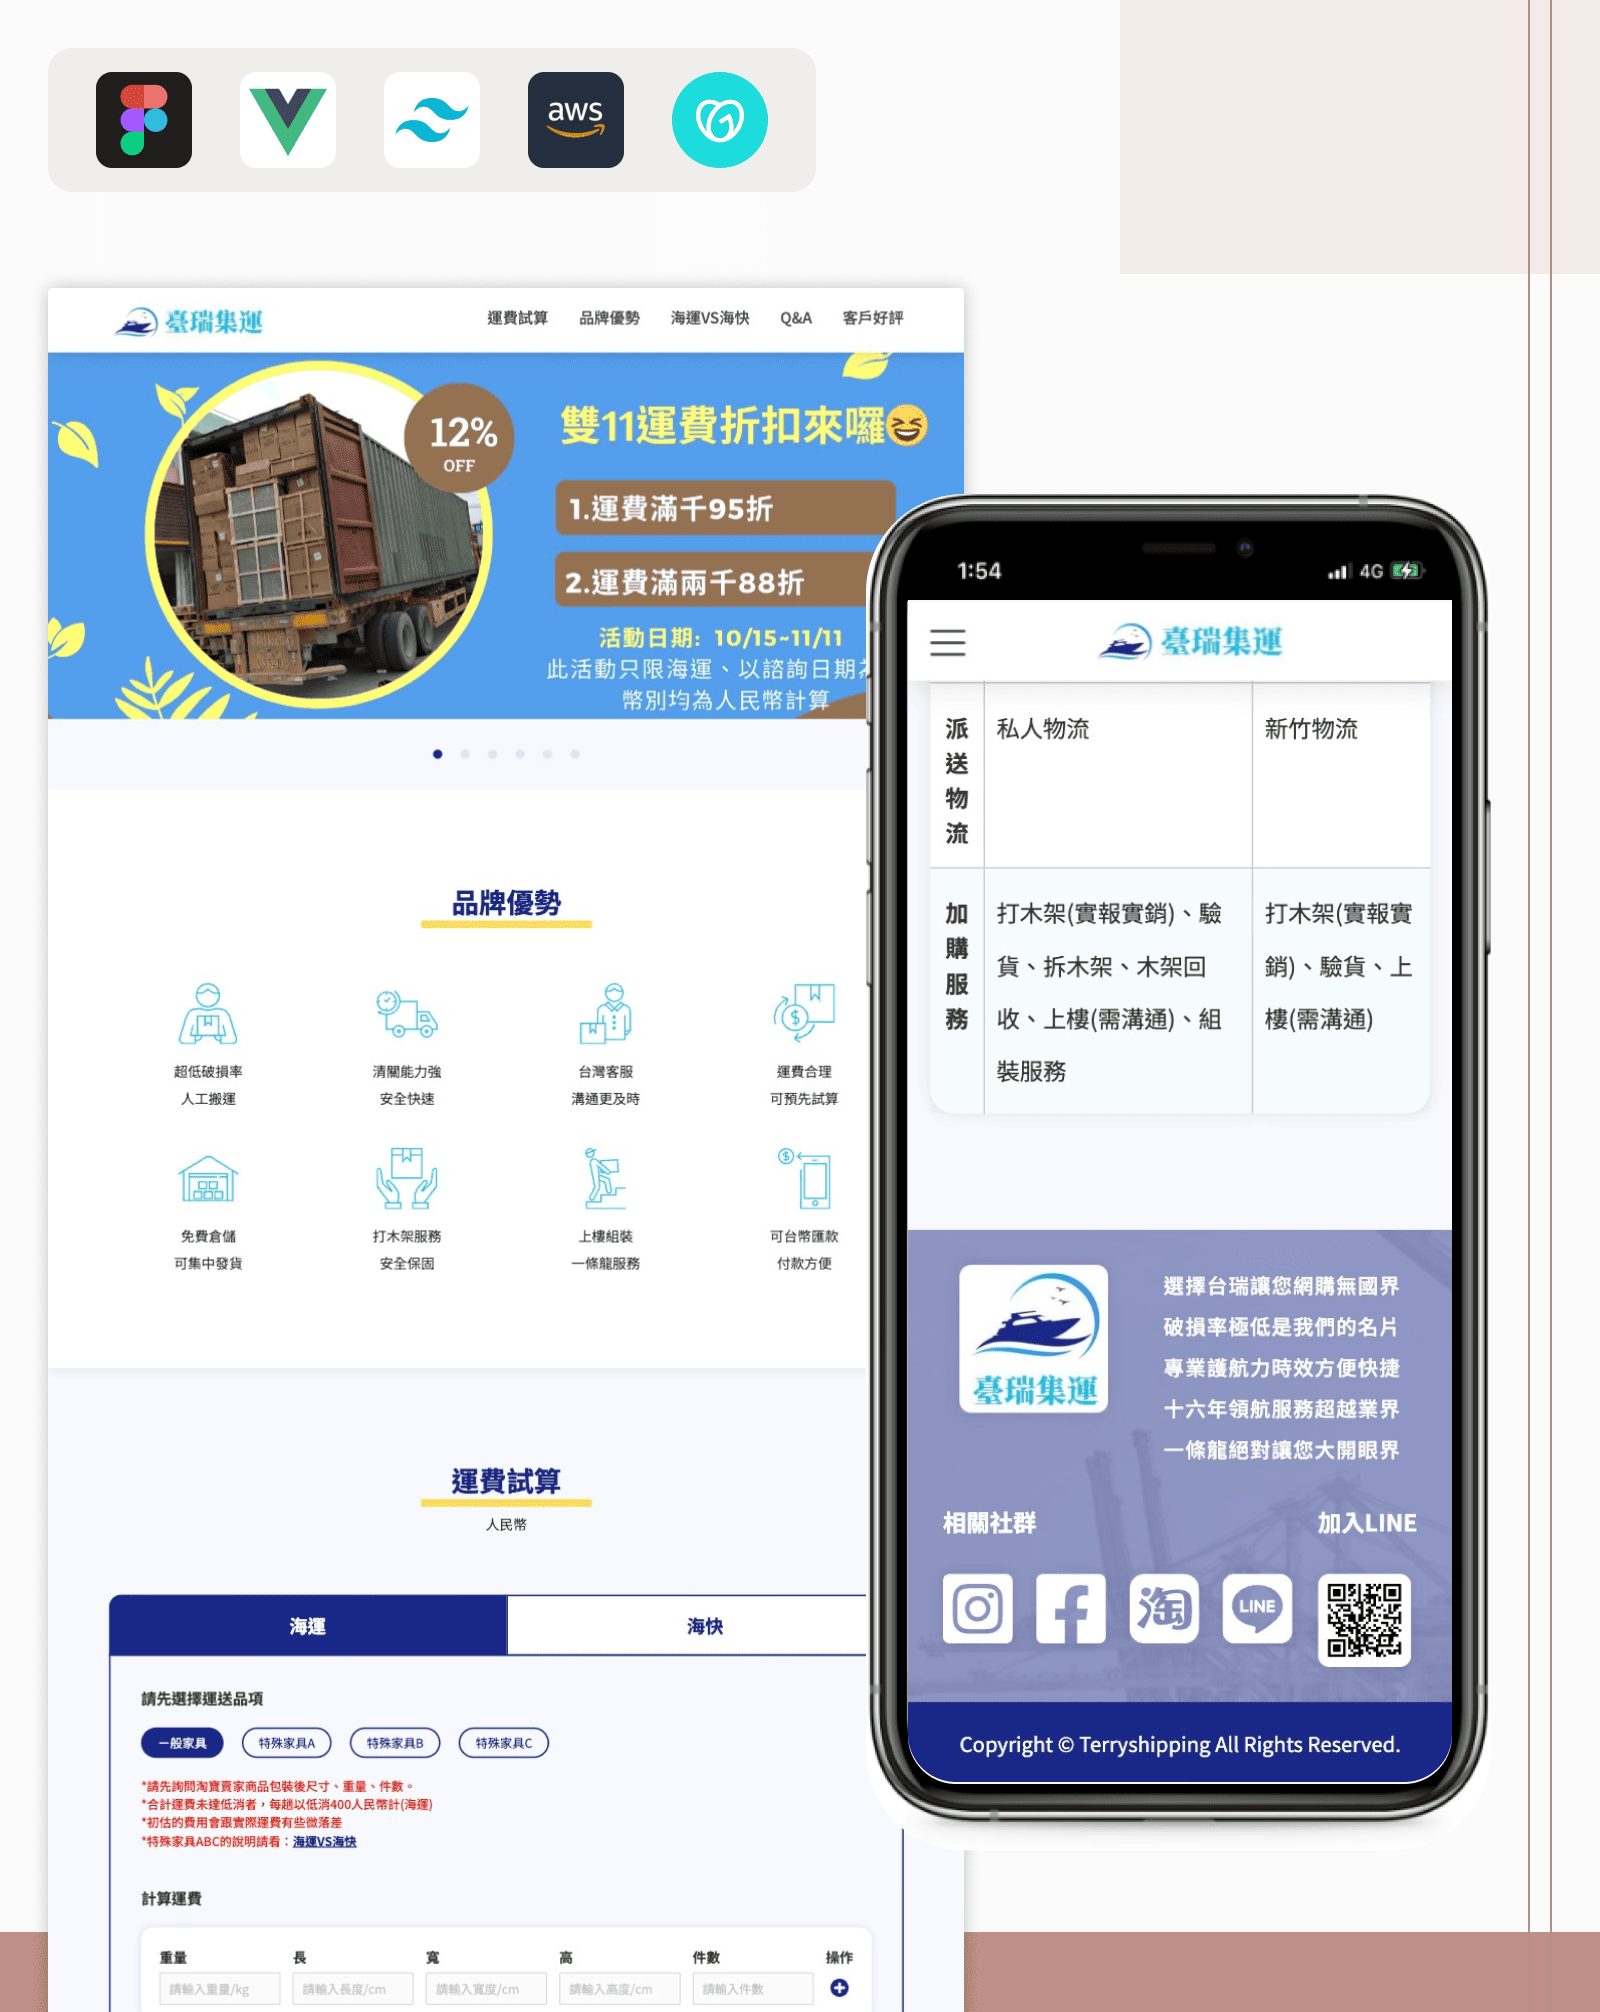 aws
臺瑞集運
運費試算 品牌優勢 海運VS海快 Q&A 客戶好評
12%
OFF
雙11運費折扣來囉
1.運費滿千95折
2.運費滿兩千88折
活動日期: 10/15~11/11
此活動只限海運、以諮詢日期
幣別均為人民幣計算
品牌優勢
超低破損率
人工搬運
清關能力強
安全快速
台灣客服
溝通更及時
運費合理
可預先試算
免費倉儲
可集中發貨
打木架服務
安全保固
上樓組裝
一條龍服務
可台幣匯款
付款方便
運費試算
人民幣
海運 海快
請先選擇運送品項
一般家具 特殊家具A 特殊家具B 特殊家具C
*請先詢問淘寶賣家商品包裝後尺寸、重量、件數。
*合計運費未達低消者，每趟以低消400人民幣計(海運)
*初估的費用會跟實際運費有些微落差
*特殊家具ABC的說明請看：海運VS海快
計算運費
重量 長 寬 高 件數 操作
請輸入重量/kg 請輸入長度/cm 請輸入寬度/cm 請輸入高度/cm 請輸入件數
1:54 4G
臺瑞集運
派送物流
私人物流
新竹物流
加購服務
打木架(實報實銷)、驗
貨、拆木架、木架回
收、上樓(需溝通)、組
裝服務
打木架(實報實
銷)、驗貨、上
樓(需溝通)
臺瑞集運
選擇台瑞讓您網購無國界
破損率極低是我們的名片
專業護航力時效方便快捷
十六年領航服務超越業界
一條龍絕對讓您大開眼界
相關社群 加入LINE
淘 LINE
Copyright © Terryshipping All Rights Reserved.